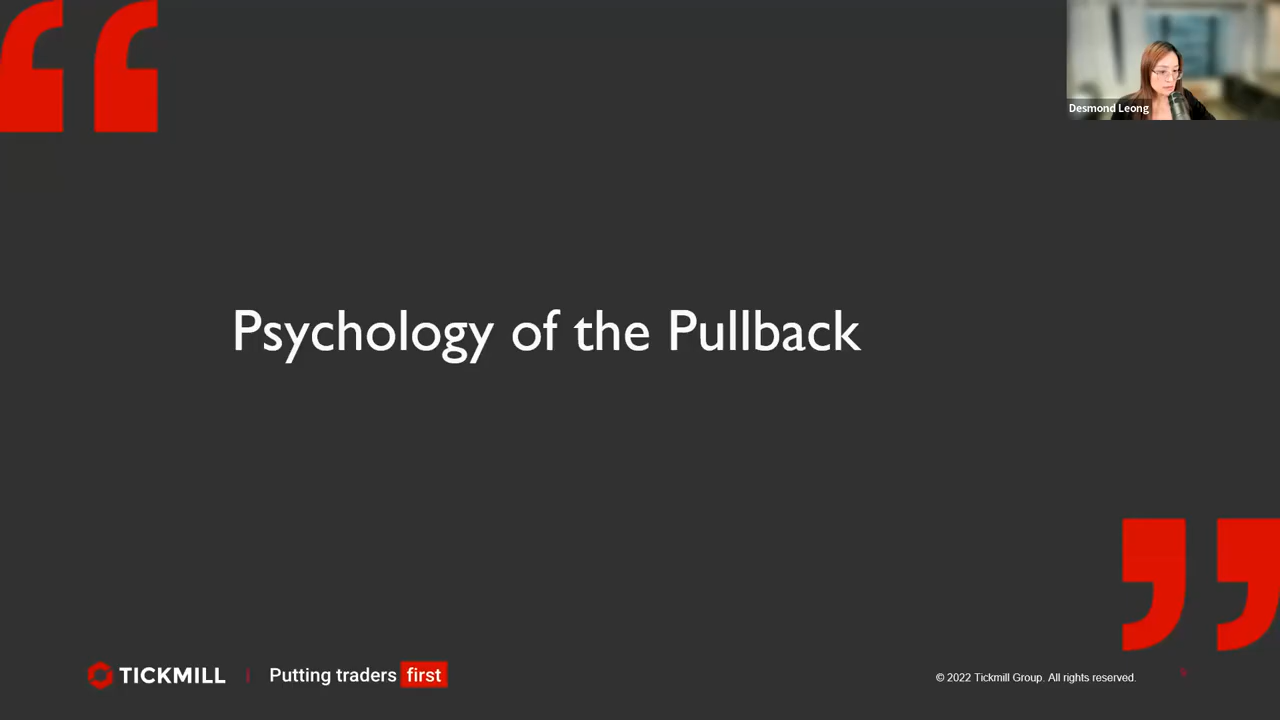 Desmond Leong
Psychology of the Pullback
TICKMILL | Putting traders first
© 2022 Tickmill Group. All rights reserved.